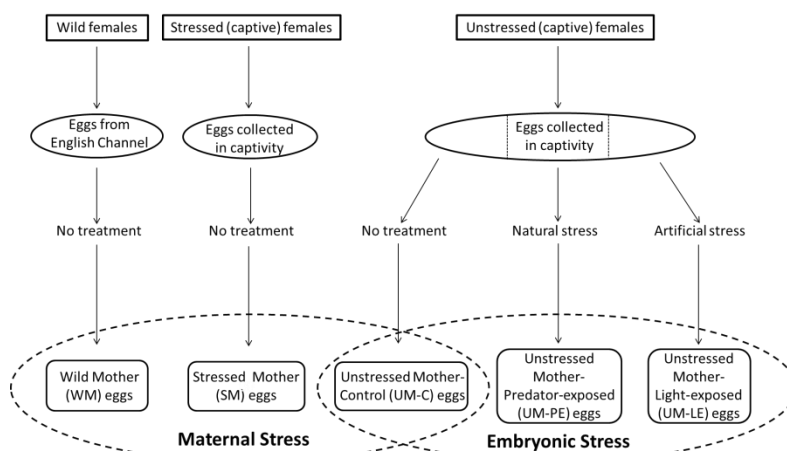 Wild females
Stressed (captive) females
Unstressed (captive) females
Eggs from
English Channel
Eggs collected
in captivity
Eggs collected
in captivity
No treatment
No treatment
No treatment
Natural stress
Artificial stress
Wild Mother
(WM) eggs
Stressed Mother
(SM) eggs
Unstressed Mother-
Control (UM-C) eggs
Unstressed
Mother-
Predator-exposed
(UM-PE) eggs
Unstressed
Mother-
Light-exposed
(UM-LE) eggs
Maternal Stress
Embryonic Stress